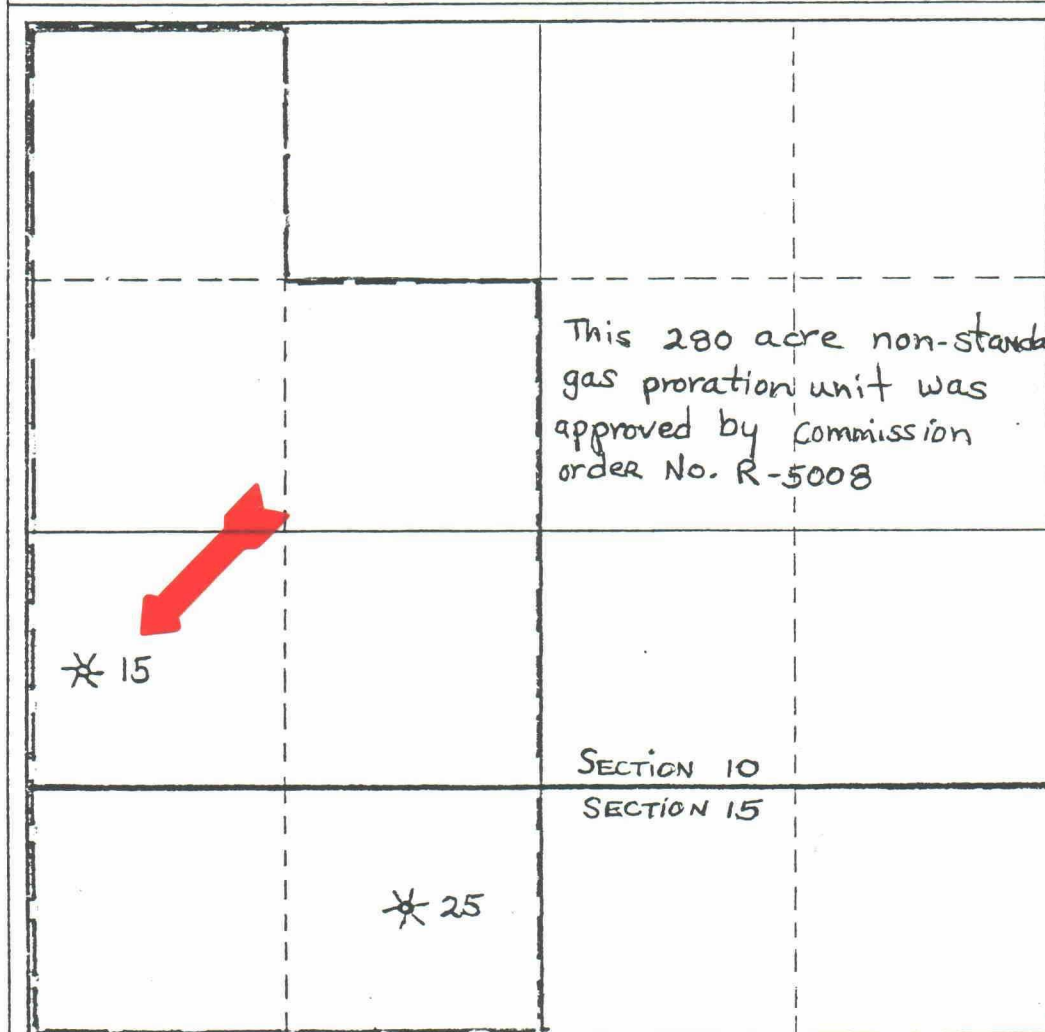 This 280 acre non-standa
gas proration unit was
approved by commission
order No. R-5008
15
SECTION 10
SECTION 15
25